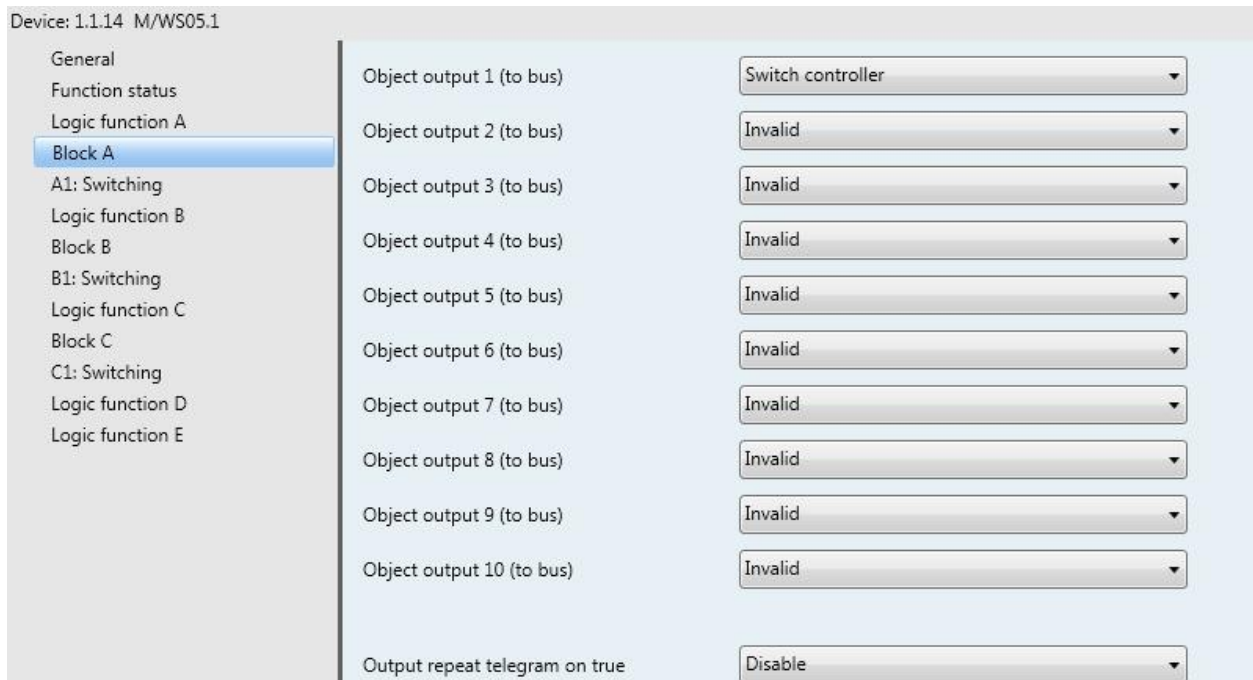 Device: 1.1.14 M/WS05.1
General
Function status
Logic function A
Block A
A1: Switching
Logic function B
Block B
B1: Switching
Logic function C
Block C
C1: Switching
Logic function D
Logic function E
Object output 1 (to bus) Switch controller
Object output 2 (to bus) Invalid
Object output 3 (to bus) Invalid
Object output 4 (to bus) Invalid
Object output 5 (to bus) Invalid
Object output 6 (to bus) Invalid
Object output 7 (to bus) Invalid
Object output 8 (to bus) Invalid
Object output 9 (to bus) Invalid
Object output 10 (to bus) Invalid
Output repeat telegram on true Disable